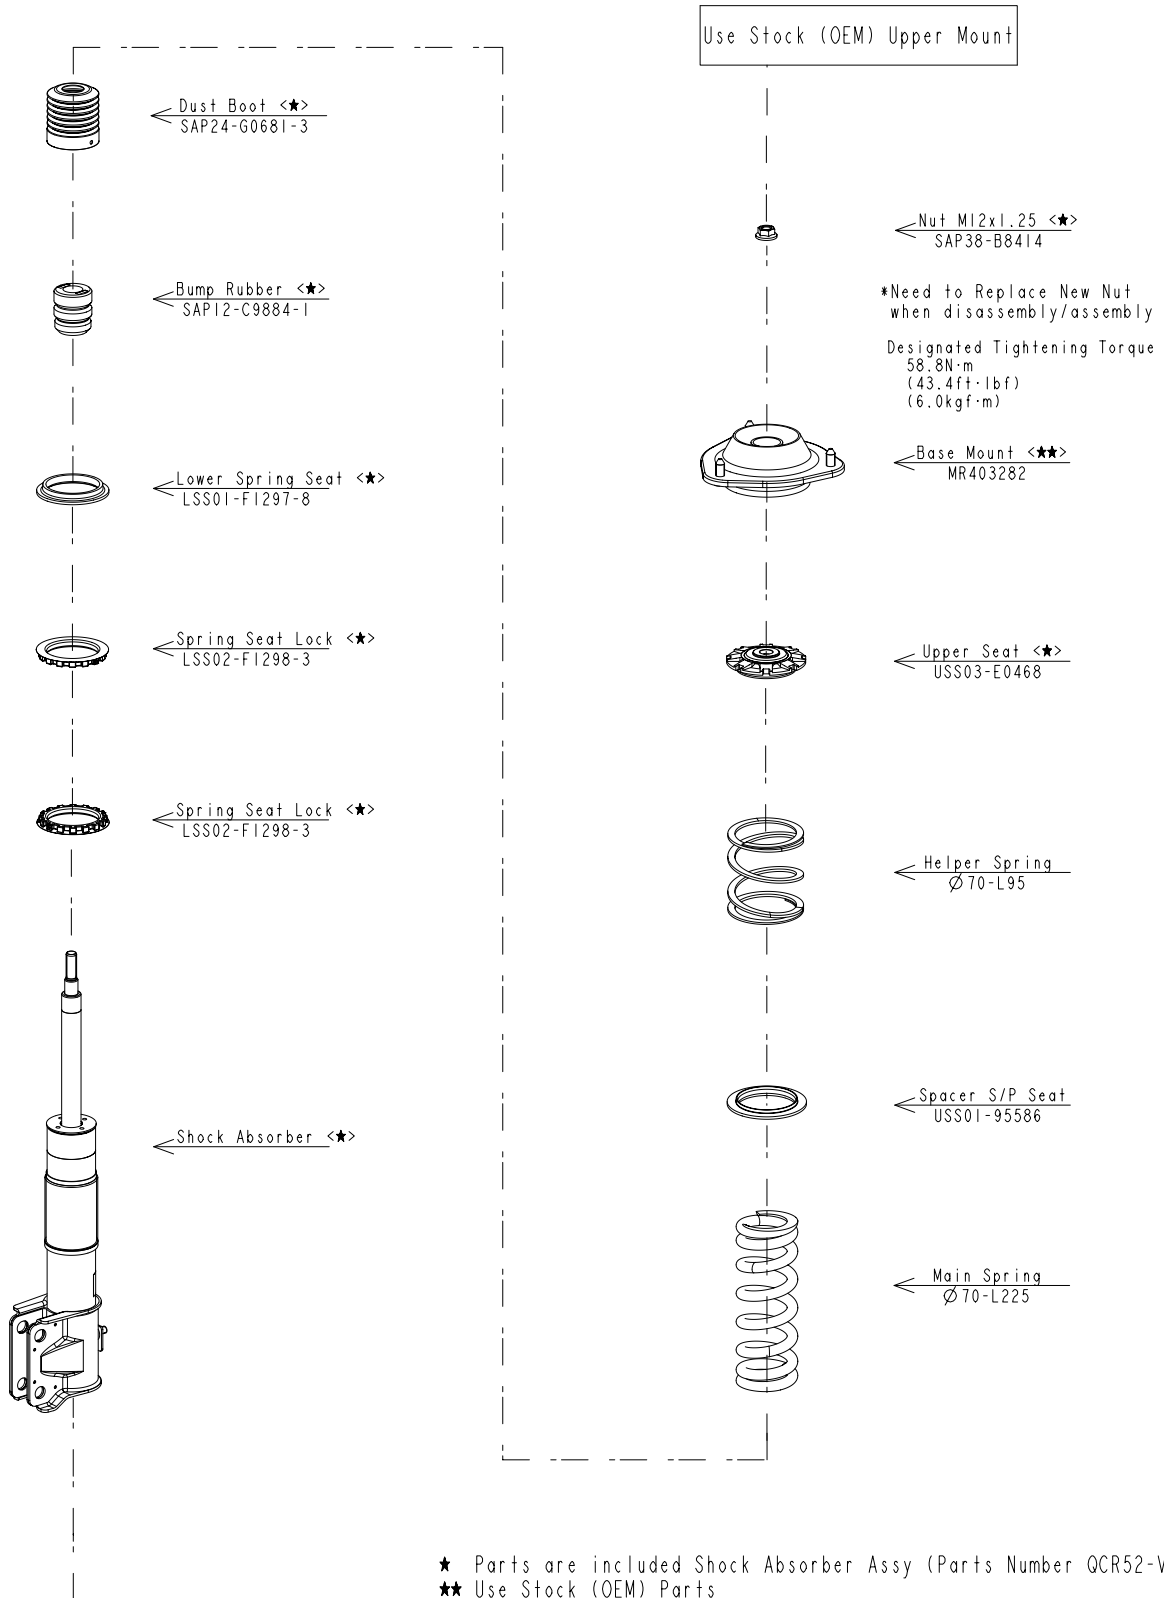 Use Stock (OEM) Upper Mount
Dust Boot <★>
SAP24-G0681-3
Bump Rubber <★>
SAP12-C9884-1
Lower Spring Seat <★>
LSS01-F1297-8
Spring Seat Lock <★>
LSS02-F1298-3
Spring Seat Lock <★>
LSS02-F1298-3
Shock Absorber <★>
Nut M12x1.25 <★>
SAP38-B8414
*Need to Replace New Nut
when disassembly/assembly
Designated Tightening Torque
58.8N·m
(43.4ft·lbf)
(6.0kgf·m)
Base Mount <★★>
MR403282
Upper Seat <★>
USS03-E0468
Helper Spring
Ø70-L95
Spacer S/P Seat
USS01-95586
Main Spring
Ø70-L225
★ Parts are included Shock Absorber Assy (Parts Number QCR52-V
★★ Use Stock (OEM) Parts